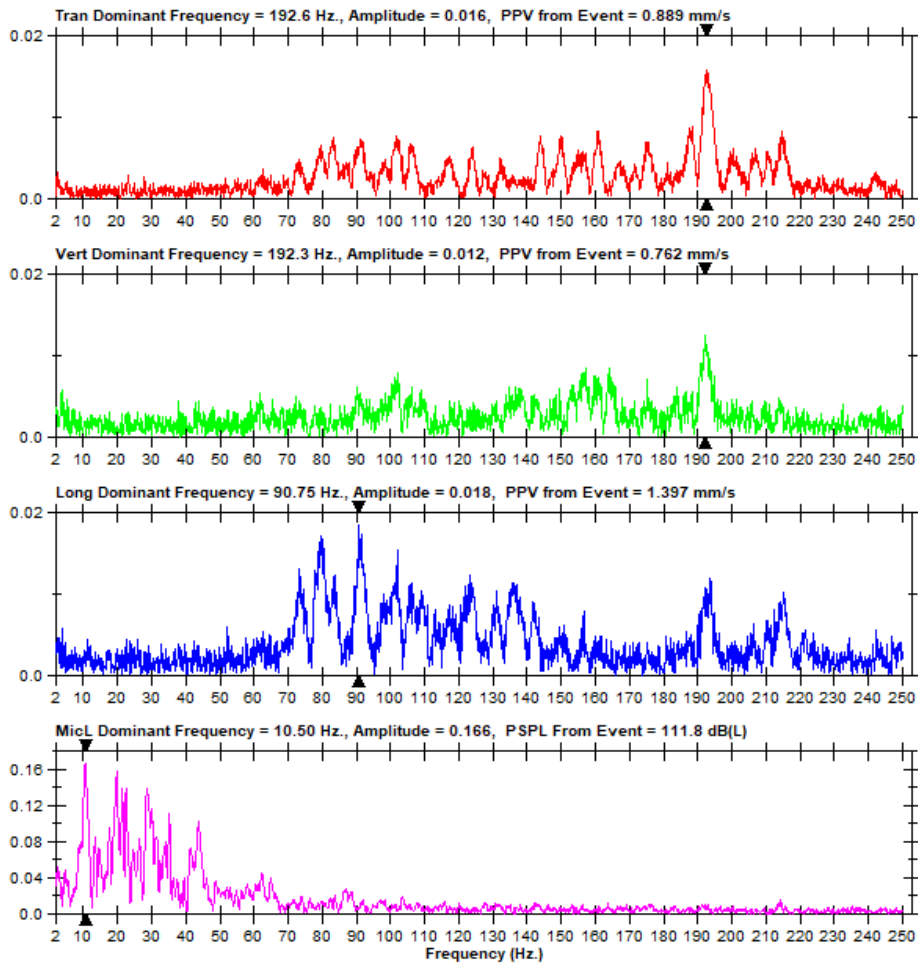 Tran Dominant Frequency = 192.6 Hz., Amplitude = 0.016, PPV from Event = 0.889 mm/s
0.02
0.0
2 10 20 30 40 50 60 70 80 90 100 110 120 130 140 150 160 170 180 190 200 210 220 230 240 250
Vert Dominant Frequency = 192.3 Hz., Amplitude = 0.012, PPV from Event = 0.762 mm/s
0.02
0.0
2 10 20 30 40 50 60 70 80 90 100 110 120 130 140 150 160 170 180 190 200 210 220 230 240 250
Long Dominant Frequency = 90.75 Hz., Amplitude = 0.018, PPV from Event = 1.397 mm/s
0.02
0.0
2 10 20 30 40 50 60 70 80 90 100 110 120 130 140 150 160 170 180 190 200 210 220 230 240 250
MicL Dominant Frequency = 10.50 Hz., Amplitude = 0.166, PSPL From Event = 111.8 dB(L)
0.16
0.12
0.08
0.04
0.0
2 10 20 30 40 50 60 70 80 90 100 110 120 130 140 150 160 170 180 190 200 210 220 230 240 250
Frequency (Hz.)